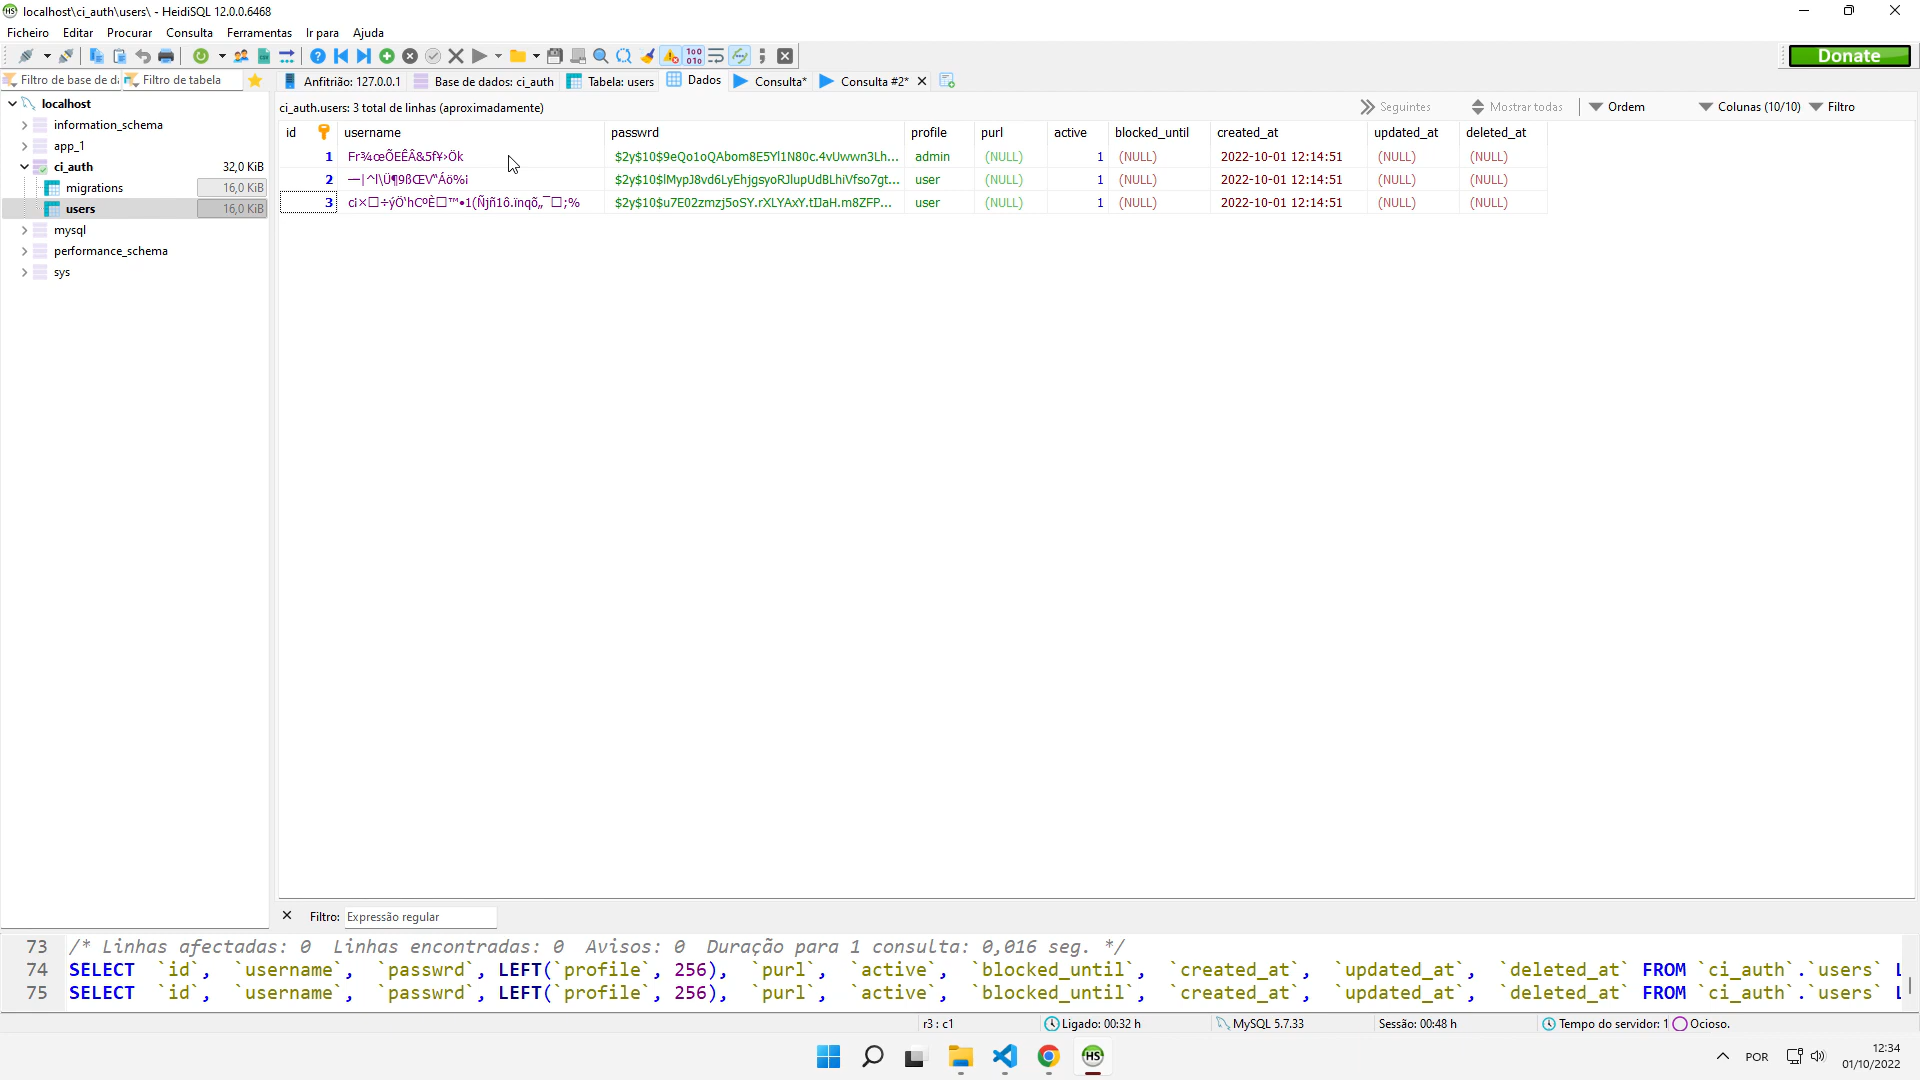 localhost\ci_auth\users\ - HeidiSQL 12.0.0.6468
Ficheiro Editar Procurar Consulta Ferramentas Ir para Ajuda
Donate
Filtro de base de d Filtro de tabela
Anfitrião: 127.0.0.1 Base de dados: ci_auth Tabela: users Dados Consulta* Consulta #2*
localhost
information_schema
app_1
ci_auth 32,0 KiB
migrations 16,0 KiB
users 16,0 KiB
mysql
performance_schema
sys
ci_auth.users: 3 total de linhas (aproximadamente) Seguintes Mostrar todas Ordem Colunas (10/10) Filtro
id username passwrd profile purl active blocked_until created_at updated_at deleted_at
1 Fr¾œÕEÊÂ&5f¥›Ök $2y$10$9eQo1oQAbom8E5Yl1N80c.4vUwwn3Lh... admin (NULL) 1 (NULL) 2022-10-01 12:14:51 (NULL) (NULL)
2 $2y$10$lMypJ8vd6LyEhjgsyoRJlupUdBLhiVfso7gt... user (NULL) 1 (NULL) 2022-10-01 12:14:51 (NULL) (NULL)
3 $2y$10$u7E02zmzj5oSY.rXLYAxY.tIJaH.m8ZFP... user (NULL) 1 (NULL) 2022-10-01 12:14:51 (NULL) (NULL)
Filtro: Expressão regular
73 /* Linhas afectadas: 0 Linhas encontradas: 0 Avisos: 0 Duração para 1 consulta: 0,016 seg. */
74 SELECT `id`, `username`, `passwrd`, LEFT(`profile`, 256), `purl`, `active`, `blocked_until`, `created_at`, `updated_at`, `deleted_at` FROM `ci_auth`.`users` L
75 SELECT `id`, `username`, `passwrd`, LEFT(`profile`, 256), `purl`, `active`, `blocked_until`, `created_at`, `updated_at`, `deleted_at` FROM `ci_auth`.`users` L
r3 : c1 Ligado: 00:32 h MySQL 5.7.33 Sessão: 00:48 h Tempo do servidor: 1 Ocioso.
HS POR 12:34
01/10/2022